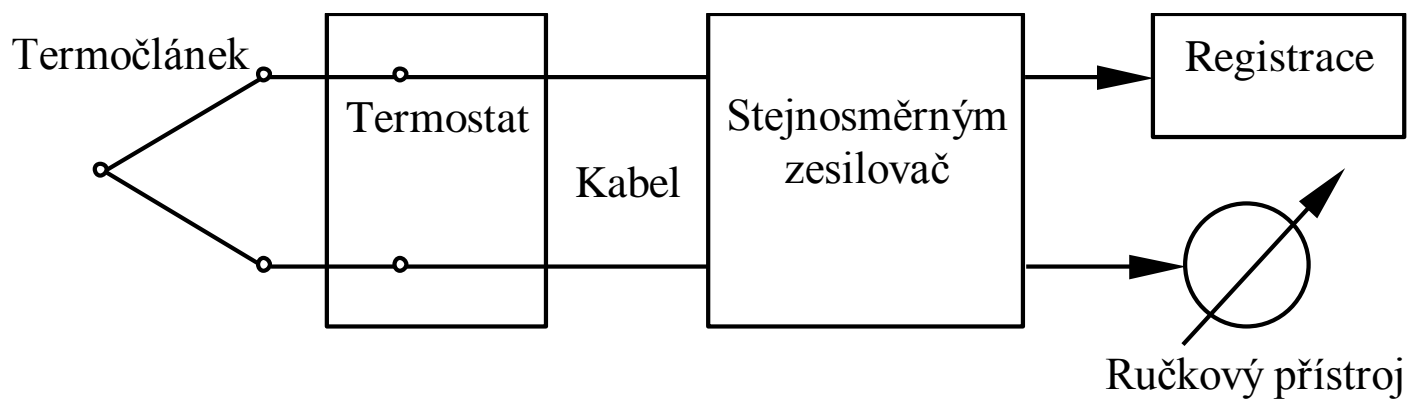 Termočlánek
Termostat
Kabel
Stejnosměrným
zesilovač
Registrace
Ručkový přístroj